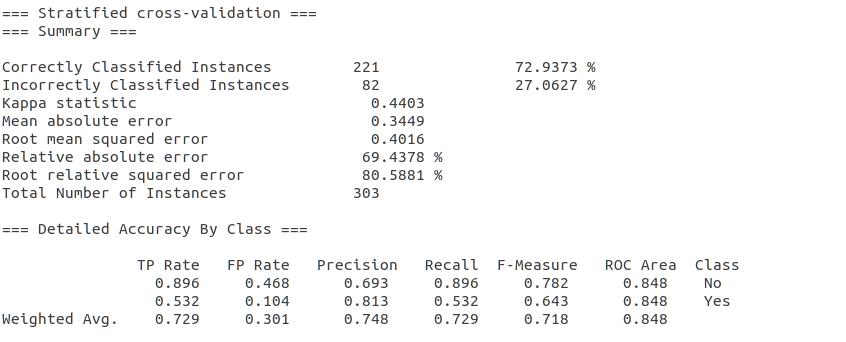 === Stratified cross-validation ===
=== Summary ===
Correctly Classified Instances 221 72.9373 %
Incorrectly Classified Instances 82 27.0627 %
Kappa statistic 0.4403
Mean absolute error 0.3449
Root mean squared error 0.4016
Relative absolute error 69.4378 %
Root relative squared error 80.5881 %
Total Number of Instances 303
=== Detailed Accuracy By Class ===
TP Rate FP Rate Precision Recall F-Measure ROC Area Class
0.896 0.468 0.693 0.896 0.782 0.848 No
0.532 0.104 0.813 0.532 0.643 0.848 Yes
Weighted Avg. 0.729 0.301 0.748 0.729 0.718 0.848